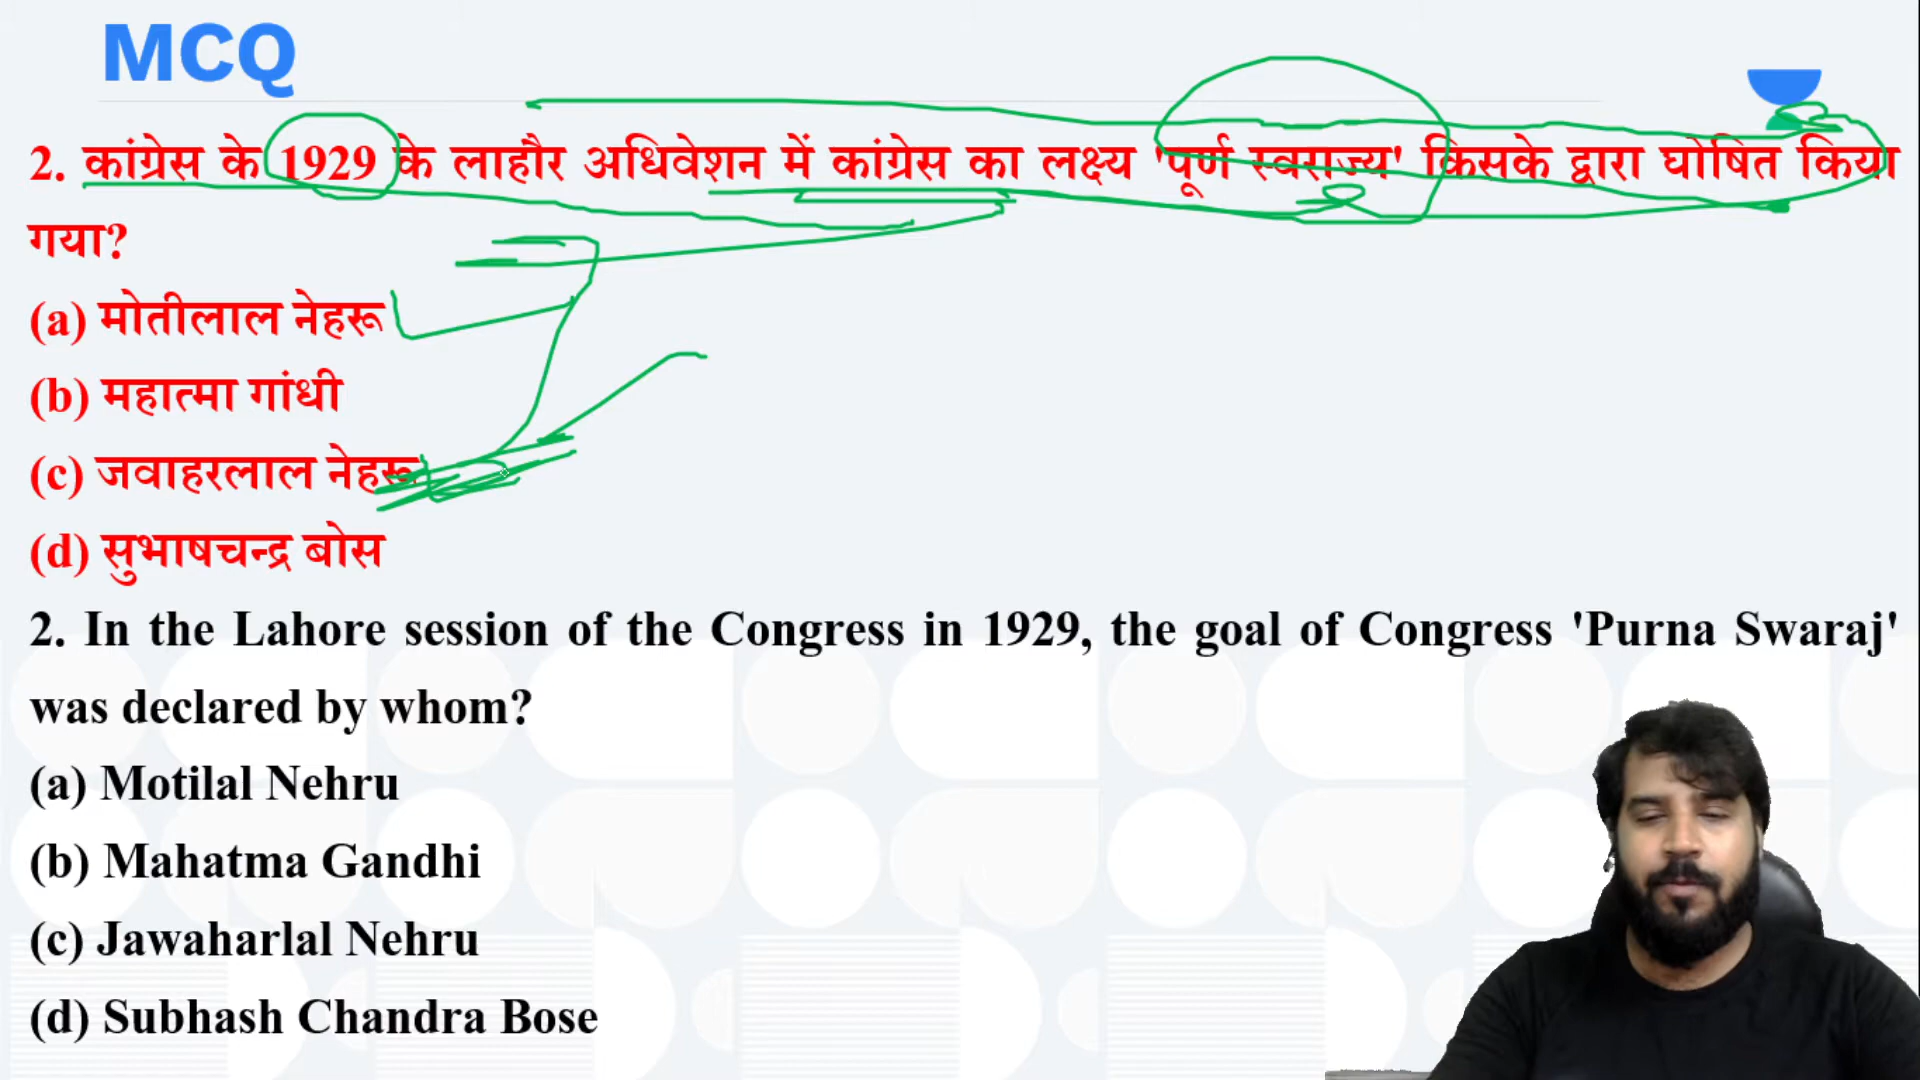 MCQ
2. कांग्रेस के 1929 के लाहौर अधिवेशन में कांग्रेस का लक्ष्य 'पूर्ण स्वराज्य' किसके द्वारा घोषित किया
गया?
(a) मोतीलाल नेहरू
(b) महात्मा गांधी
(c) जवाहरलाल नेहरू
(d) सुभाषचन्द्र बोस
2. In the Lahore session of the Congress in 1929, the goal of Congress 'Purna Swaraj'
was declared by whom?
(a) Motilal Nehru
(b) Mahatma Gandhi
(c) Jawaharlal Nehru
(d) Subhash Chandra Bose